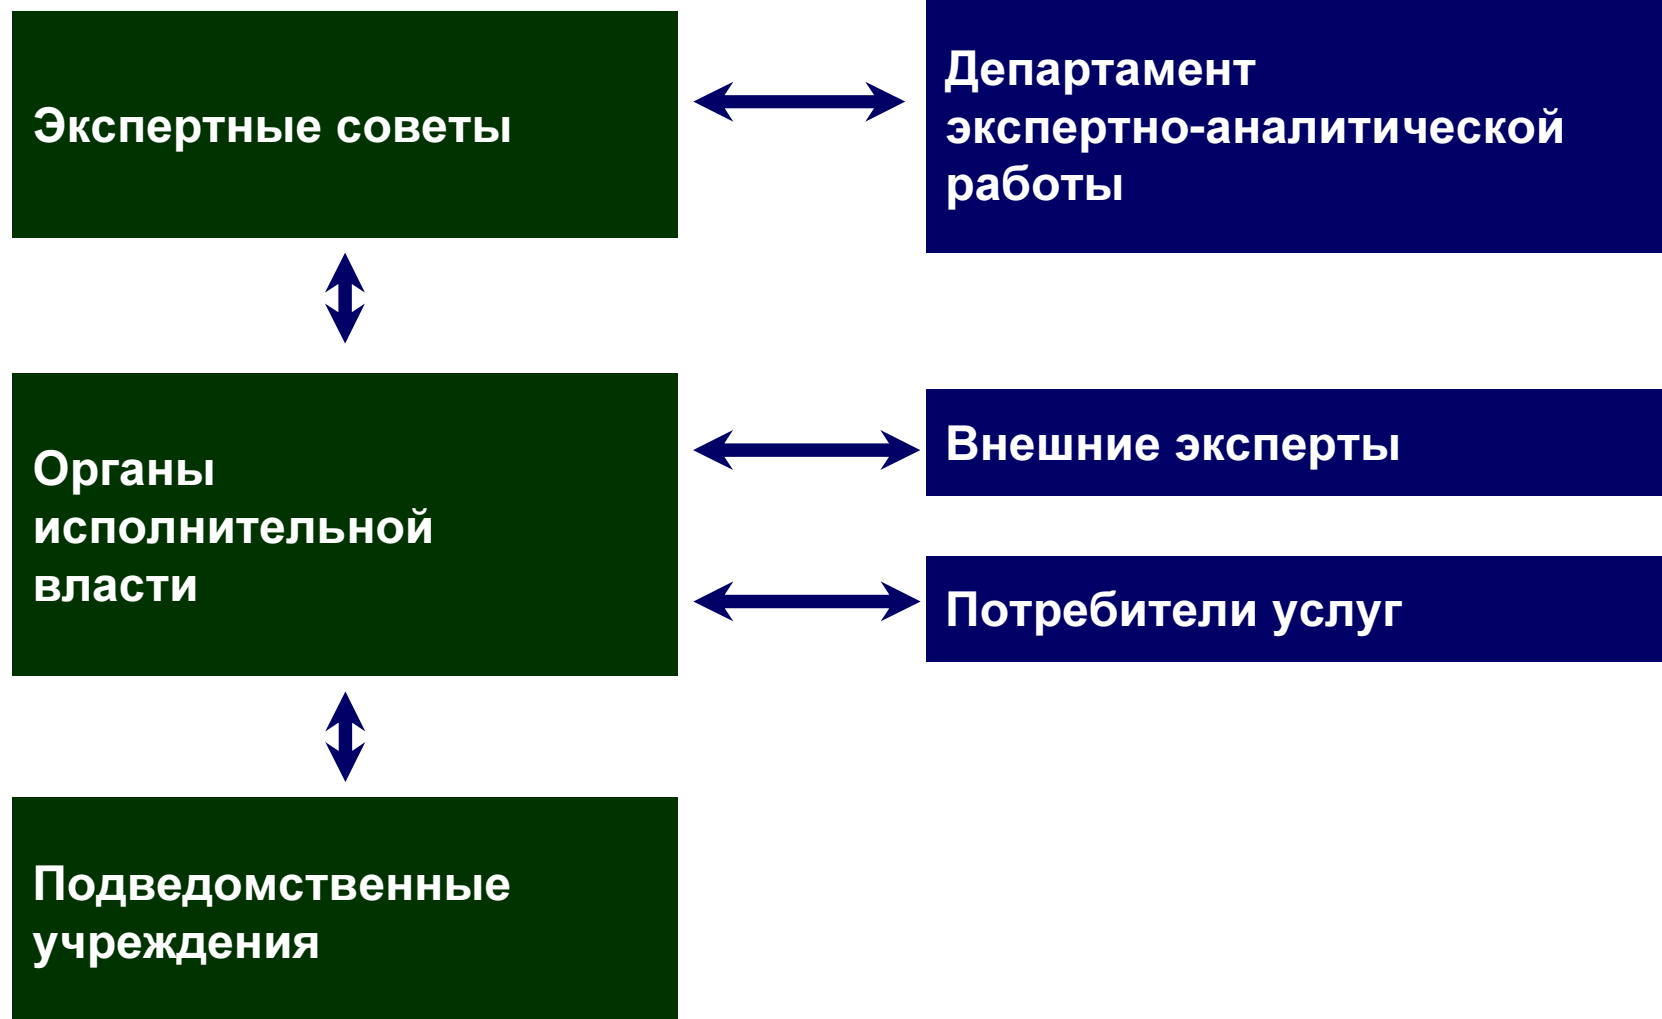 Экспертные советы
Департамент
экспертно-аналитической
работы
Органы
исполнительной
власти
Внешние эксперты
Потребители услуг
Подведомственные
учреждения